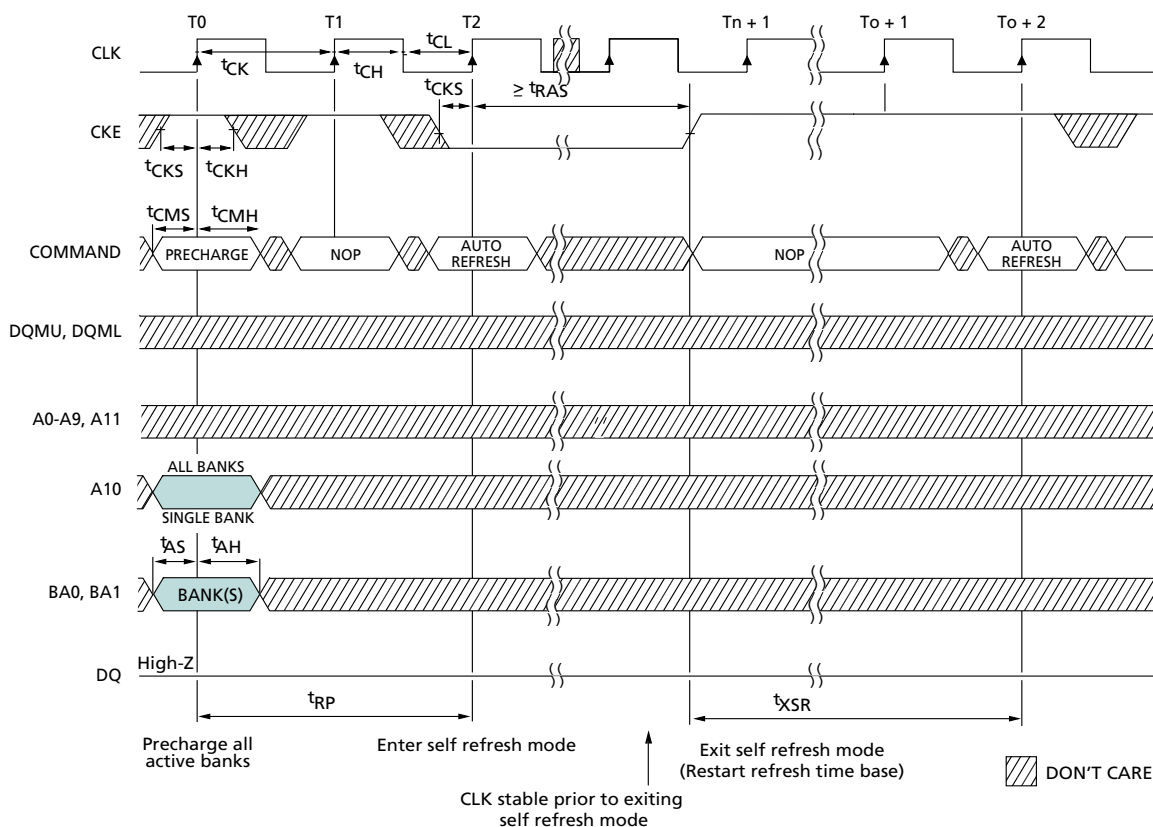 T0 T1 T2 Tn + 1 To + 1 To + 2
CLK
tCK tCH tCL
tCKS ≥ tRAS
CKE
tCKS tCKH
tCMS tCMH
COMMAND PRECHARGE NOP AUTO REFRESH NOP AUTO REFRESH
DQMU, DQML
A0-A9, A11
ALL BANKS
A10
SINGLE BANK
tAS tAH
BA0, BA1 BANK(S)
High-Z
DQ
tRP tXSR
Precharge all
active banks
Enter self refresh mode
Exit self refresh mode
(Restart refresh time base)
DON'T CARE
CLK stable prior to exiting
self refresh mode